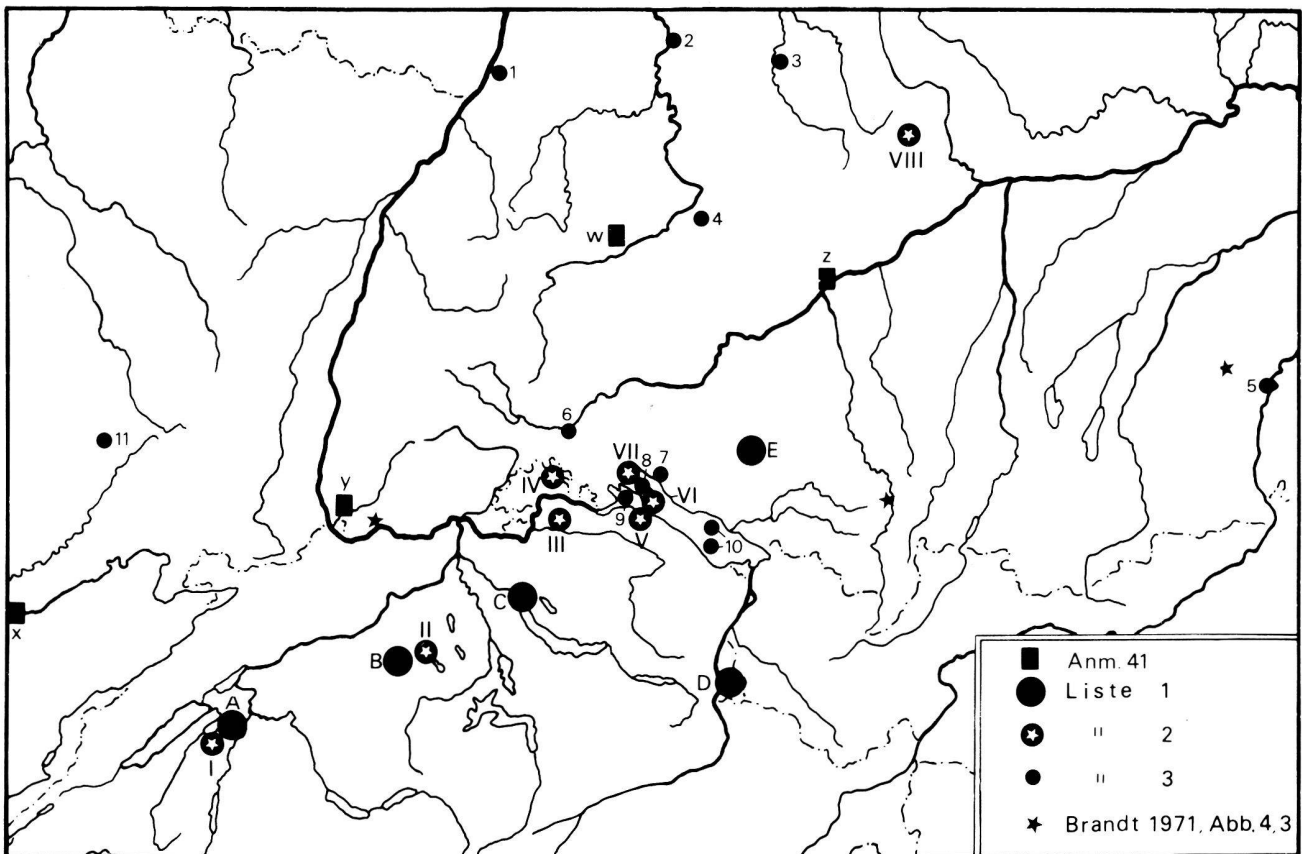 1
2
3
VIII
4
w
z
5
6
11
E
VII
8
7
IV
VI
y
9
V
III
10
C
x
II
B
D
A
I
Anm. 41
Liste 1
" 2
" 3
Brandt 1971, Abb. 4,3